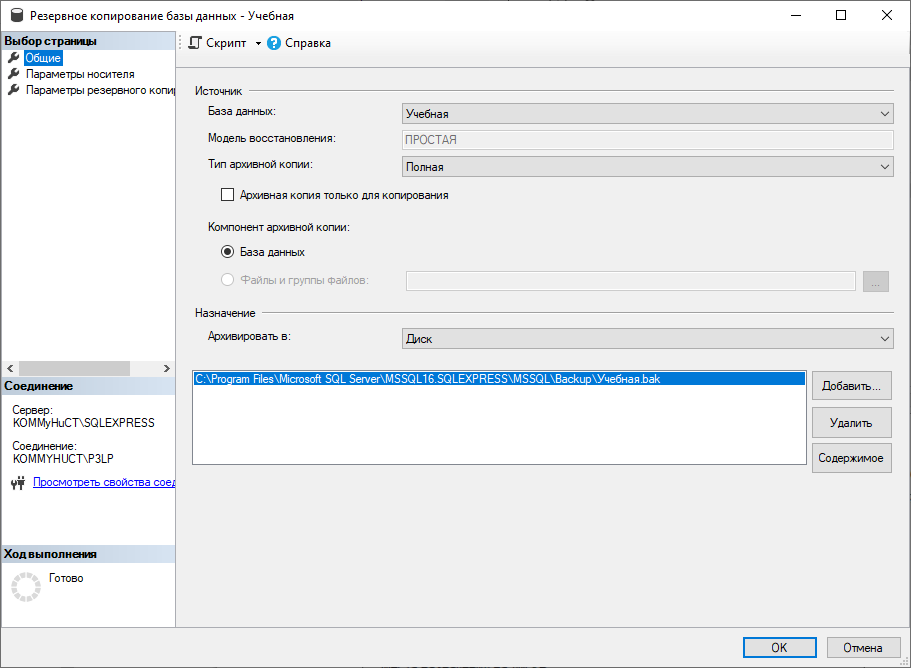 Резервное копирование базы данных - Учебная
Выбор страницы
Общие
Параметры носителя
Параметры резервного копи
Скрипт
Справка
Источник
База данных:
Учебная
Модель восстановления:
ПРОСТАЯ
Тип архивной копии:
Полная
Архивная копия только для копирования
Компонент архивной копии:
База данных
Файлы и группы файлов:
...
Назначение
Архивировать в:
Диск
C:\Program Files\Microsoft SQL Server\MSSQL16.SQLEXPRESS\MSSQL\Backup\Учебная.bak
Добавить...
Удалить
Содержимое
Соединение
Сервер:
KOMMyHuCT\SQLEXPRESS
Соединение:
KOMMYHUCT\P3LP
Просмотреть свойства соед
Ход выполнения
Готово
OK
Отмена